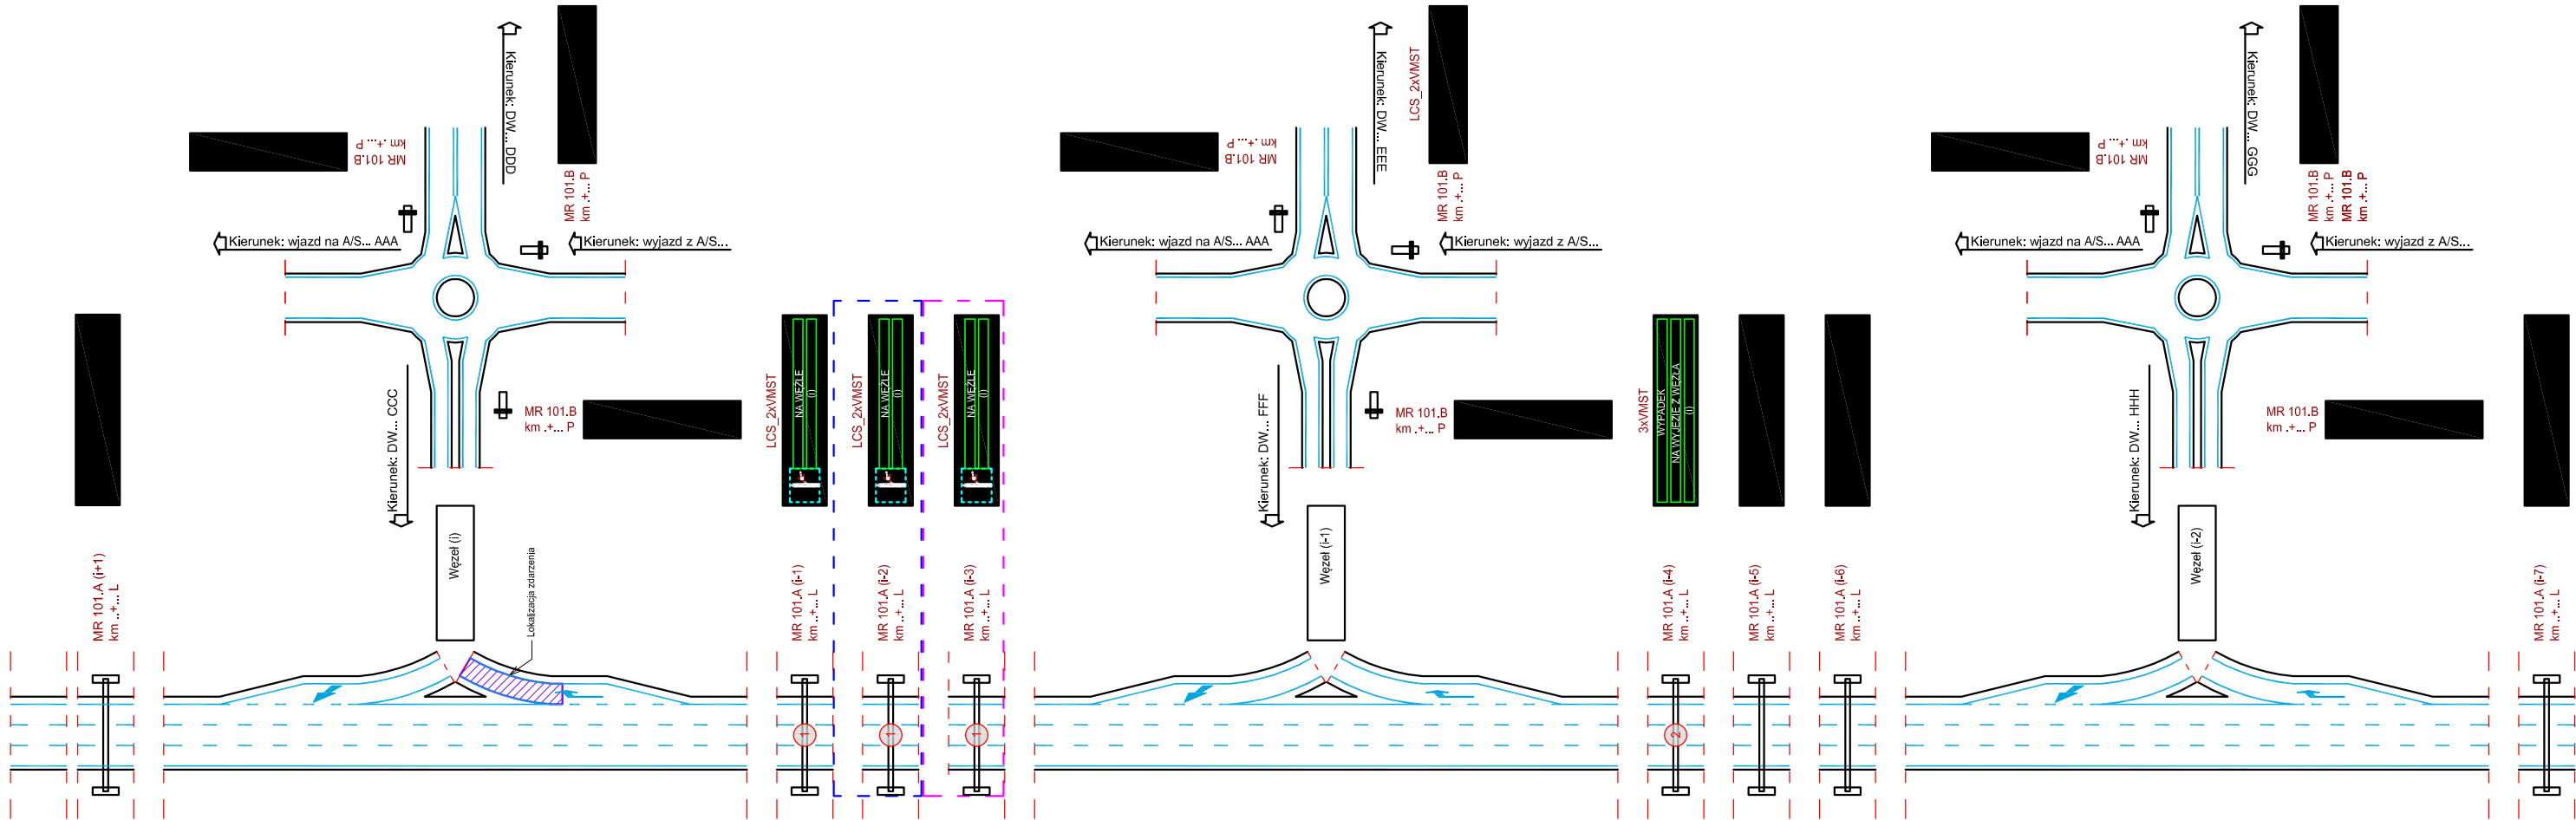 Kierunek: DW... DDD
MR 101.B
km .+... P
MR 101.B
km .+... P
Kierunek: wjazd na A/S... AAA
Kierunek: wyjazd z A/S...
Kierunek: DW... CCC
MR 101.B
km .+... P
Węzeł (i)
Lokalizacja zdarzenia
MR 101.A (i+1)
km ..+... L
LCS_2xVMST
NA WĘŹLE
(i)
MR 101.A (i-1)
km ..+... L
1
LCS_2xVMST
NA WĘŹLE
(i)
MR 101.A (i-2)
km ..+... L
1
LCS_2xVMST
NA WĘŹLE
(i)
MR 101.A (i-3)
km ..+... L
1
Kierunek: DW... EEE
LCS_2xVMST
MR 101.B
km .+... P
MR 101.B
km .+... P
Kierunek: wjazd na A/S... AAA
Kierunek: wyjazd z A/S...
Kierunek: DW... FFF
MR 101.B
km .+... P
Węzeł (i-1)
3xVMST
WYPADEK
NA WYJEŹDZIE Z WĘZŁA
(i)
MR 101.A (i-4)
km ..+... L
2
MR 101.A (i-5)
km ..+... L
MR 101.A (i-6)
km ..+... L
Kierunek: DW... GGG
MR 101.B
km .+... P
MR 101.B
km .+... P
MR 101.B
km .+... P
Kierunek: wjazd na A/S... AAA
Kierunek: wyjazd z A/S...
Kierunek: DW... HHH
MR 101.B
km .+... P
Węzeł (i-2)
MR 101.A (i-7)
km ..+... L